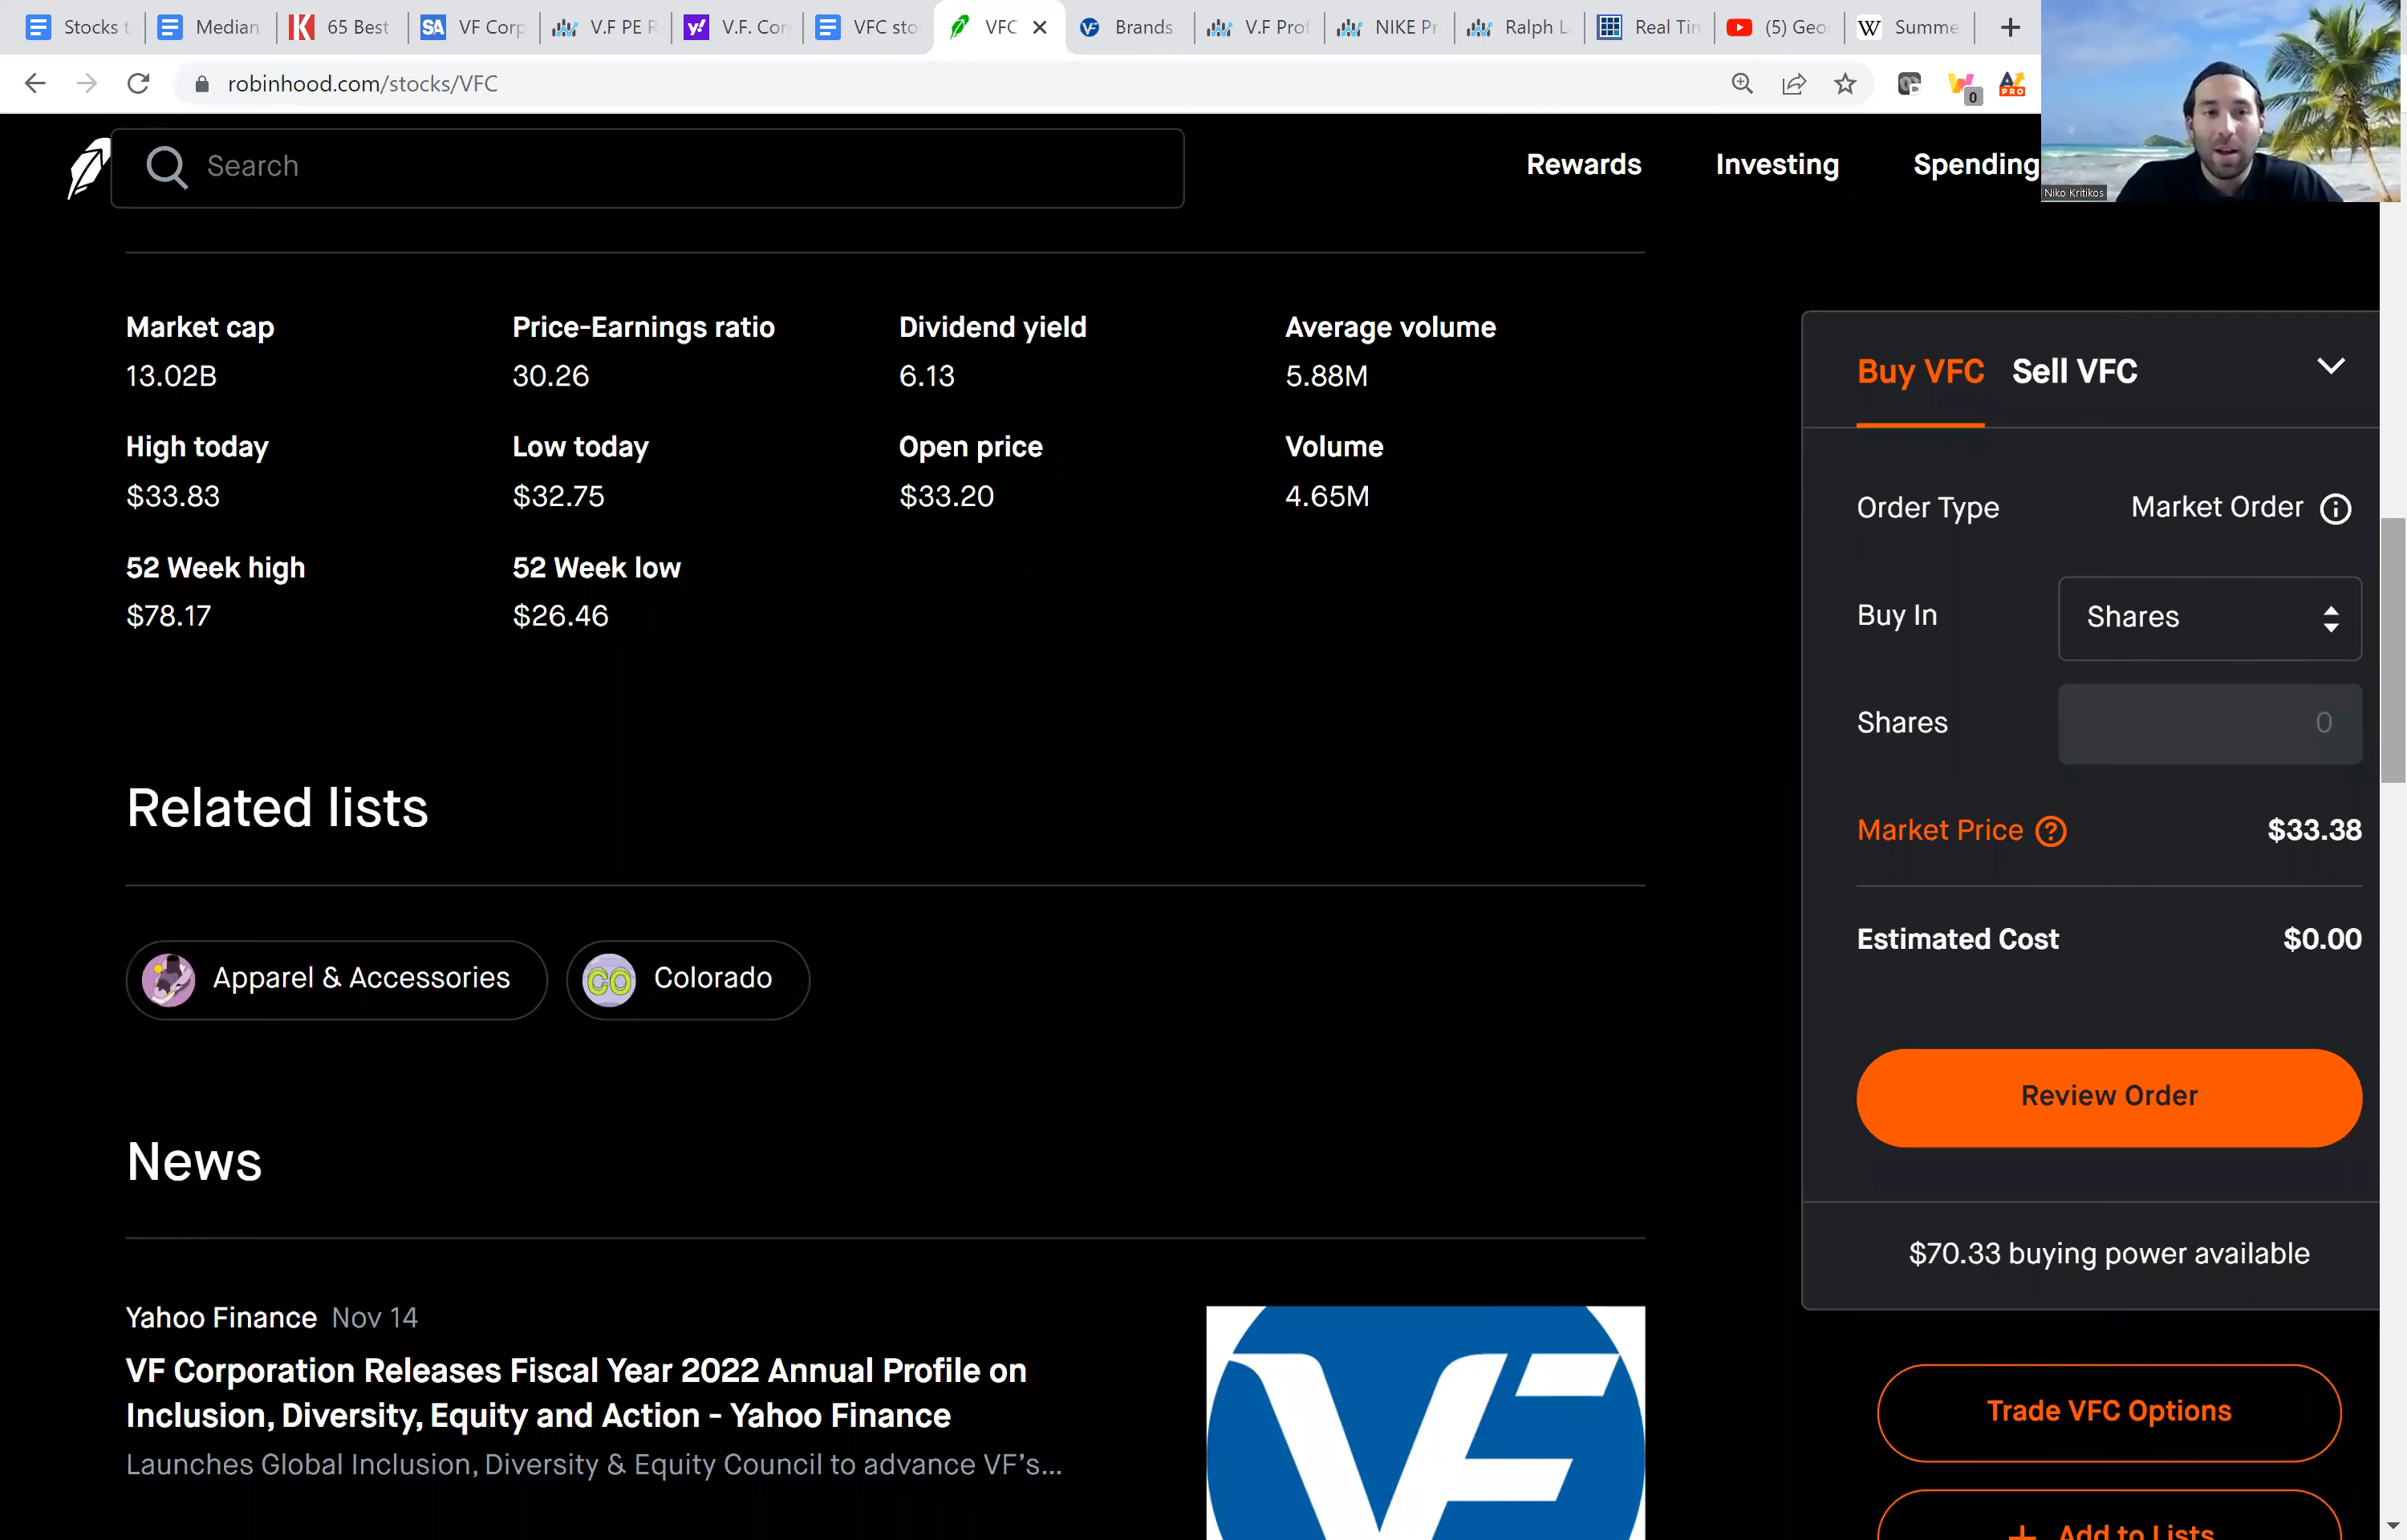 Stocks t
Median
65 Best
VF Corp
V.F PE R
V.F. Cor
VFC sto
VFC
Brands
V.F Prof
NIKE Pr
Ralph L
Real Tim
(5) Geo
Summe
robinhood.com/stocks/VFC
0
PRO
Search
Rewards Investing Spending
Niko Kritikos
Market cap Price-Earnings ratio Dividend yield Average volume
13.02B 30.26 6.13 5.88M
High today Low today Open price Volume
$33.83 $32.75 $33.20 4.65M
52 Week high 52 Week low
$78.17 $26.46
Related lists
Apparel & Accessories CO Colorado
News
Yahoo Finance Nov 14
VF Corporation Releases Fiscal Year 2022 Annual Profile on
Inclusion, Diversity, Equity and Action - Yahoo Finance
Launches Global Inclusion, Diversity & Equity Council to advance VF's...
VF
Buy VFC Sell VFC
Order Type Market Order
Buy In Shares
Shares 0
Market Price $33.38
Estimated Cost $0.00
Review Order
$70.33 buying power available
Trade VFC Options
+ Add to Lists